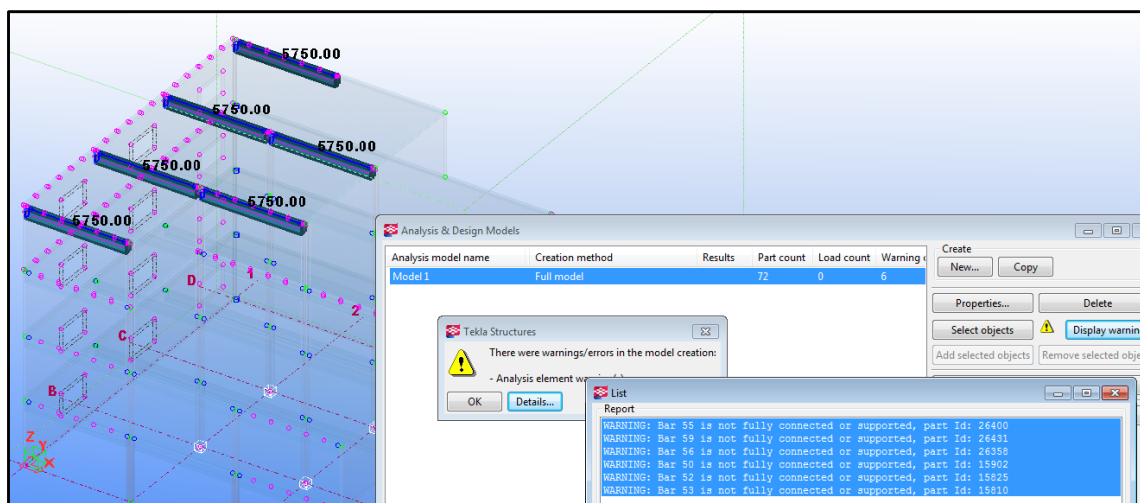 5750.00
5750.00
5750.00
5750.00
5750.00
5750.00
D
1
2
C
B
Z
Y
X
Analysis & Design Models
Analysis model name Creation method Results Part count Load count Warning c
Model 1 Full model 72 0 6
Create
New... Copy
Properties... Delete
Select objects Display warnin
Add selected objects Remove selected obje
Tekla Structures
There were warnings/errors in the model creation:
- Analysis element
OK Details...
List
Report
WARNING: Bar 55 is not fully connected or supported, part Id: 26400
WARNING: Bar 59 is not fully connected or supported, part Id: 26431
WARNING: Bar 56 is not fully connected or supported, part Id: 26358
WARNING: Bar 50 is not fully connected or supported, part Id: 15902
WARNING: Bar 52 is not fully connected or supported, part Id: 15825
WARNING: Bar 53 is not fully connected or supported, part Id: 15810